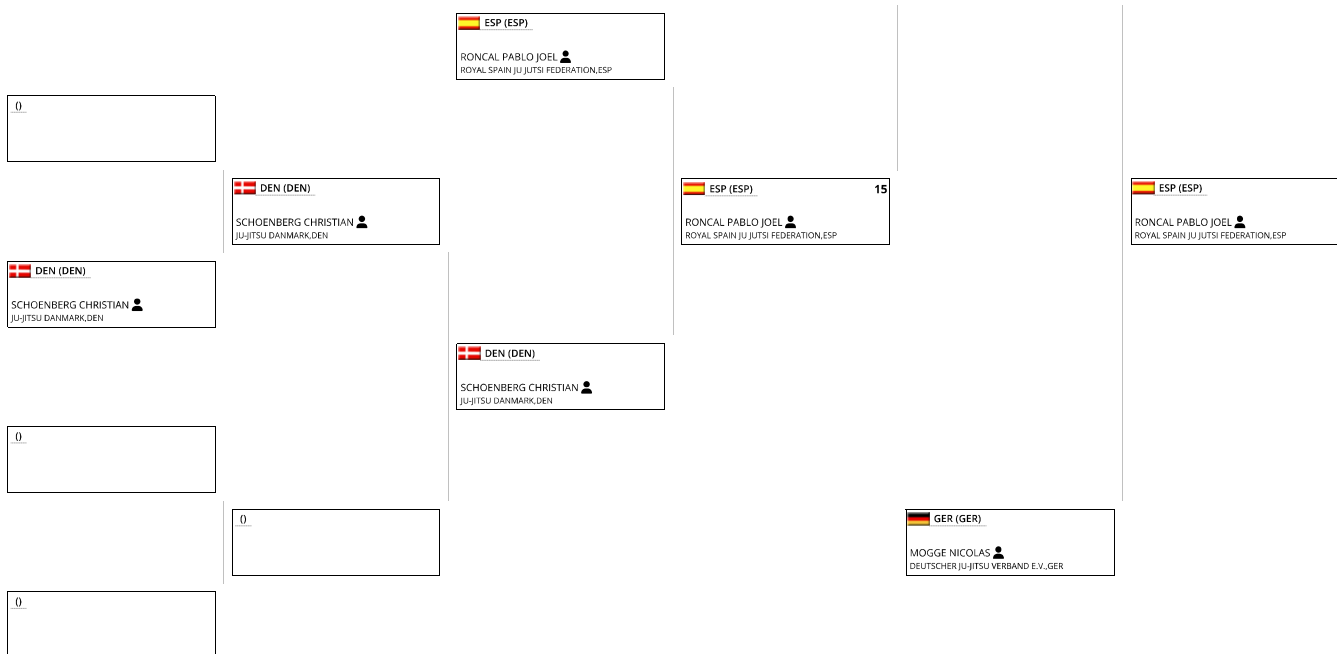 ESP (ESP)
RONCAL PABLO JOEL
ROYAL SPAIN JU JUTSI FEDERATION,ESP
()
DEN (DEN)
SCHOENBERG CHRISTIAN
JU-JITSU DANMARK,DEN
ESP (ESP) 15
RONCAL PABLO JOEL
ROYAL SPAIN JU JUTSI FEDERATION,ESP
ESP (ESP)
RONCAL PABLO JOEL
ROYAL SPAIN JU JUTSI FEDERATION,ESP
DEN (DEN)
SCHOENBERG CHRISTIAN
JU-JITSU DANMARK,DEN
DEN (DEN)
SCHOENBERG CHRISTIAN
JU-JITSU DANMARK,DEN
()
()
GER (GER)
MOGGE NICOLAS
DEUTSCHER JU-JITSU VERBAND E.V.,GER
()